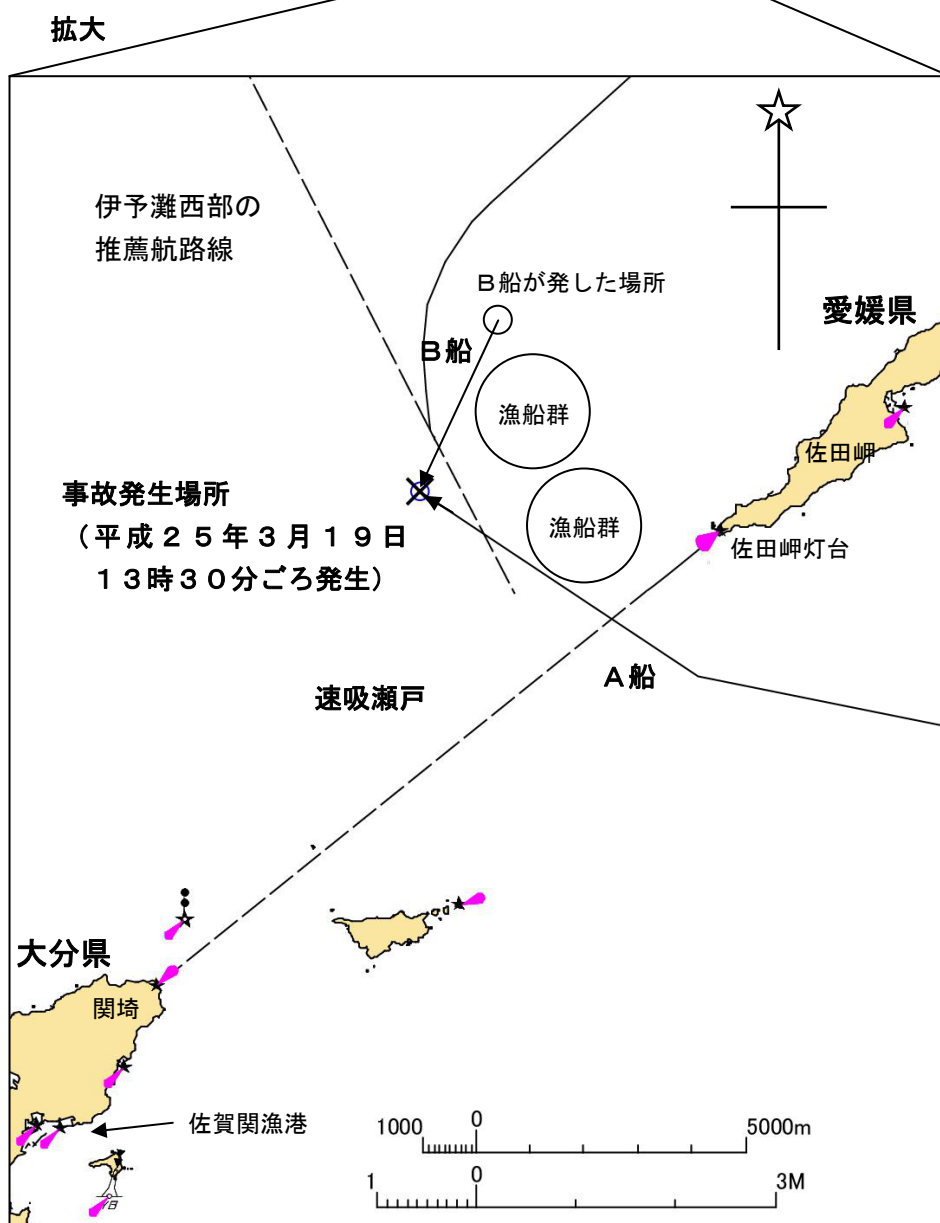 拡大
伊予灘西部の
推薦航路線
Ｂ船が発した場所
愛媛県
Ｂ船
漁船群
佐田岬
事故発生場所
（平成２５年３月１９日
１３時３０分ごろ発生）
漁船群
佐田岬灯台
Ａ船
速吸瀬戸
大分県
関埼
佐賀関漁港
1000 0 5000m
1 0 3M